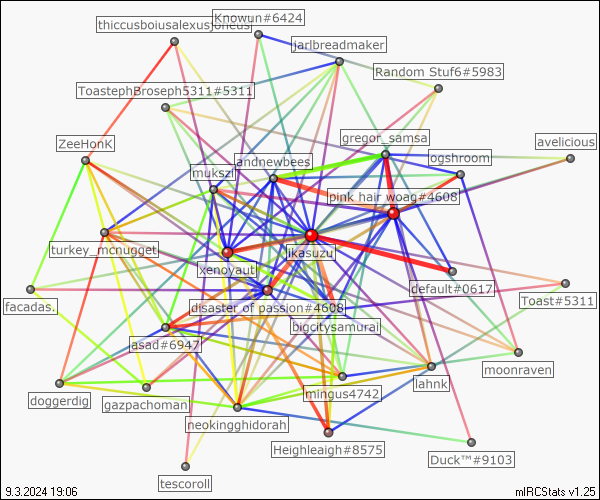 thiccusboiusalexusjoneus
Knowun#6424
jarlbreadmaker
Random Stuf6#5983
ToastephBroseph5311#5311
gregor_samsa
avelicious
ZeeHonK
andnewbees
ogshroom
mukszi
pink hair woag#4608
turkey_mcnugget
jikasuzu
xenoyauti
default#0617
facadas.
disaster of passion#4608
Toast#5311
bigcitysamurai
asad#6947
moonraven
doggerdig
gazpachoman
mingus4742
lahnk
neokingghidorah
Heighleaigh#8575
Duck™#9103
tescoroll
9.3.2024 19:06
mIRCStats v1.25